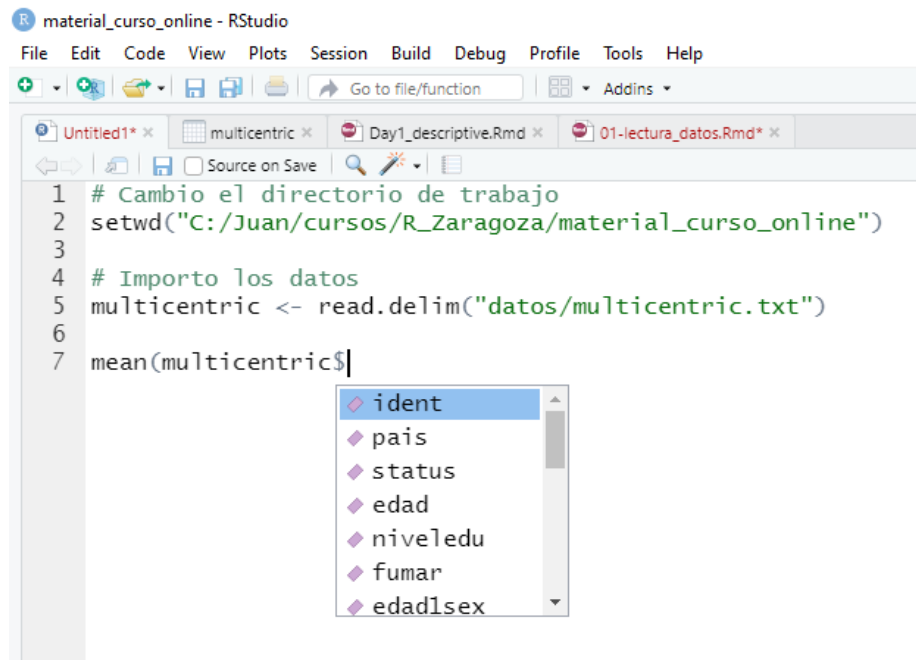 R material_curso_online - RStudio
File Edit Code View Plots Session Build Debug Profile Tools Help
Go to file/function Addins
Untitled1* × multicentric × Day1_descriptive.Rmd × 01-lectura_datos.Rmd* ×
Source on Save
1 # Cambio el directorio de trabajo
2 setwd("C:/Juan/cursos/R_Zaragoza/material_curso_online")
3
4 # Importo los datos
5 multicentric <- read.delim("datos/multicentric.txt")
6
7 mean(multicentric$
ident
pais
status
edad
niveledu
fumar
edad1sex